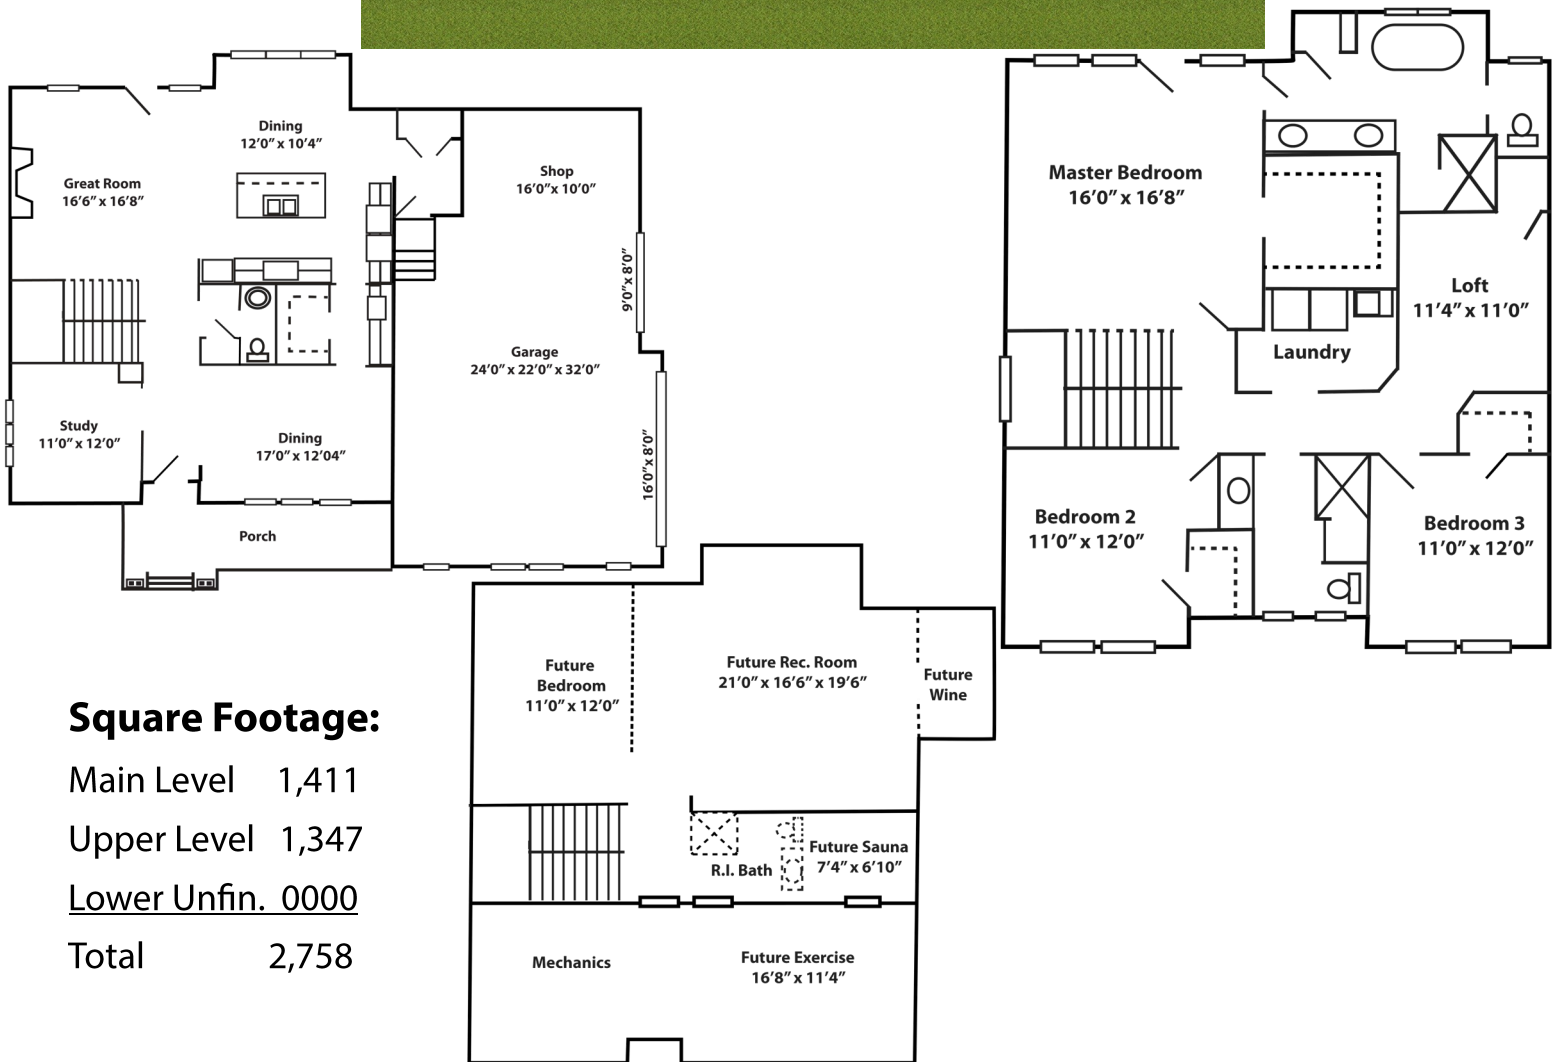 Dining
12’0” x 10’4”
Great Room
16’6” x 16’8”
Shop
16’0” x 10’0”
9’0” x 8’0”
Garage
24’0” x 22’0” x 32’0”
Study
11’0” x 12’0”
Dining
17’0” x 12’04”
16’0” x 8’0”
Porch
Master Bedroom
16’0” x 16’8”
Loft
11’4” x 11’0”
Laundry
Bedroom 2
11’0” x 12’0”
Bedroom 3
11’0” x 12’0”
Future
Bedroom
11’0” x 12’0”
Future Rec. Room
21’0” x 16’6” x 19’6”
Future
Wine
R.I. Bath
Future Sauna
7’4” x 6’10”
Mechanics
Future Exercise
16’8” x 11’4”
Square Footage:
Main Level 1,411
Upper Level 1,347
Lower Unfin. 0000
Total 2,758